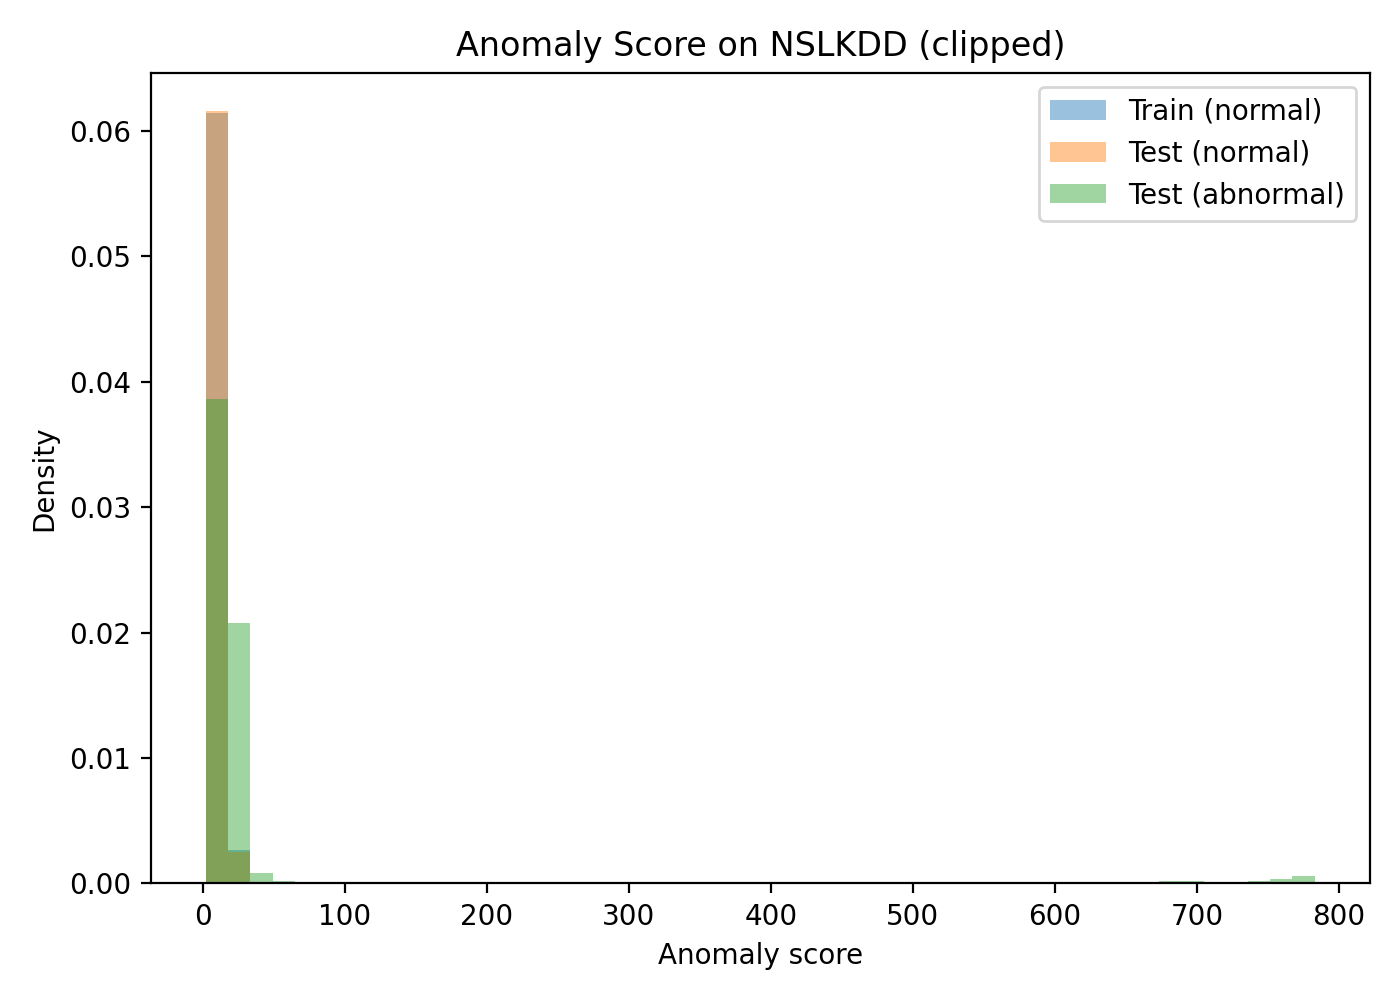 Anomaly Score on NSLKDD (clipped)
Train (normal)
Test (normal)
Test (abnormal)
0.06
0.05
0.04
0.03
0.02
0.01
0.00
Density
0 100 200 300 400 500 600 700 800
Anomaly score